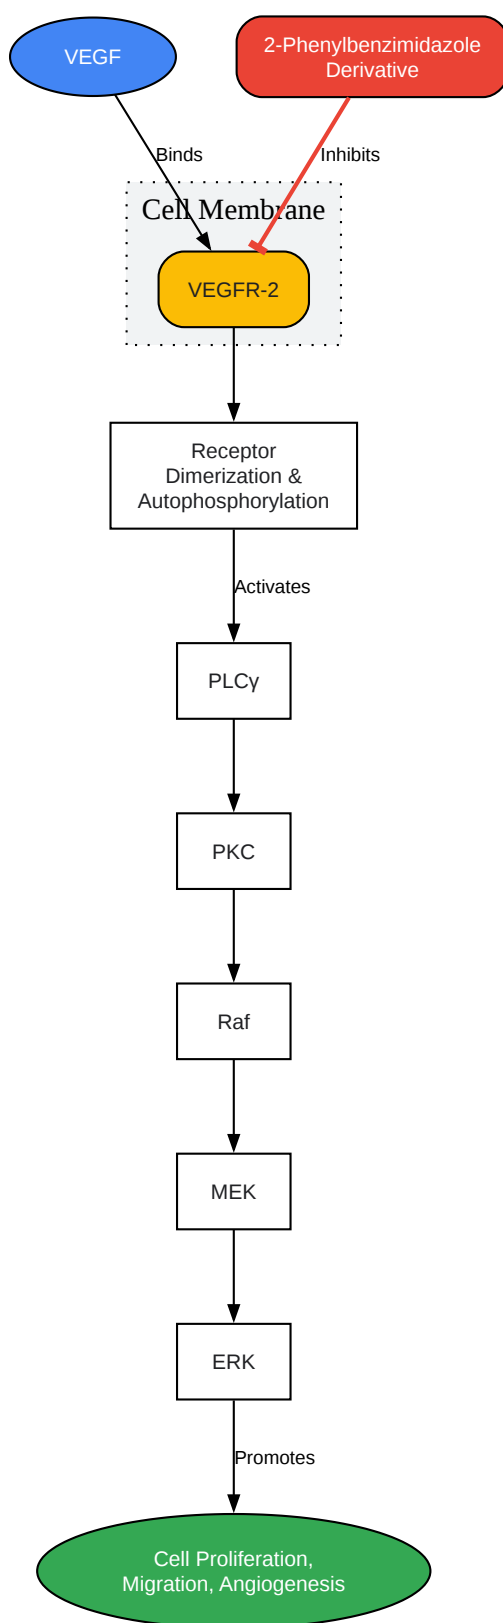 VEGF
2-Phenylbenzimidazole
Derivative
Binds
Inhibits
Cell Membrane
VEGFR-2
Receptor
Dimerization &
Autophosphorylation
Activates
PLCγ
PKC
Raf
MEK
ERK
Promotes
Cell Proliferation,
Migration, Angiogenesis